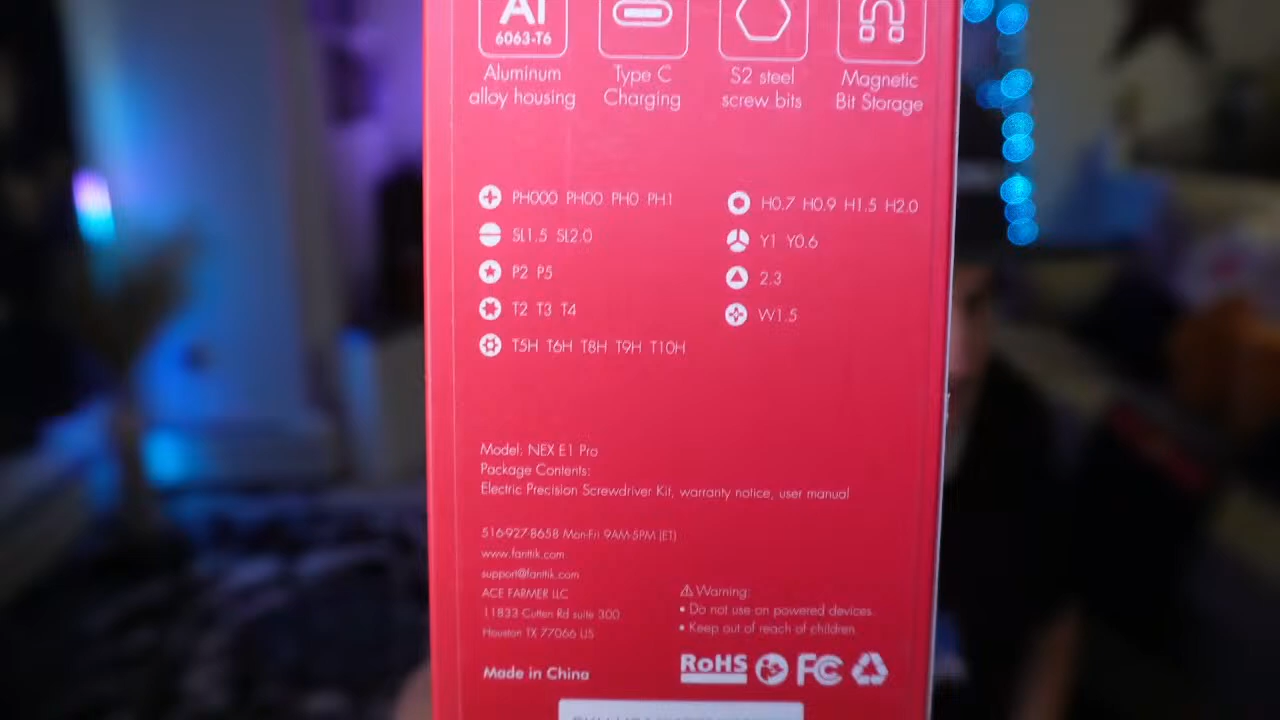 Al
6063-T6
Aluminum
alloy housing
Type C
Charging
S2 steel
screw bits
Magnetic
Bit Storage
PH000 PH00 PH0 PH1
SL1.5 SL2.0
P2 P5
T2 T3 T4
T5H T6H T8H T9H T10H
H0.7 H0.9 H1.5 H2.0
Y1 Y0.6
2.3
W1.5
Model: NEX E1 Pro
Package Contents:
Electric Precision Screwdriver Kit, warranty notice, user manual
516-927-8658 Mon-Fri 9AM-5PM (ET)
www.fanttik.com
support@fanttik.com
ACE FARMER LLC
11833 Cutten Rd suite 300
Houston TX 77066 US
Made in China
Warning:
• Do not use on powered devices.
• Keep out of reach of children.
RoHS FC